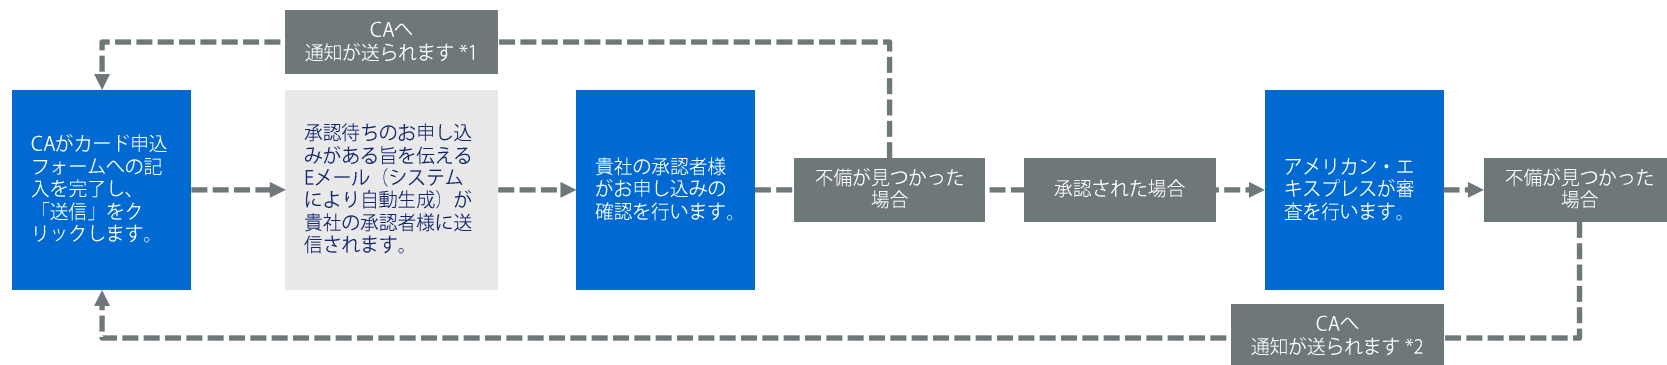 CAへ
通知が送られます *1
CAがカード申込
フォームへの記
入を完了し、
「送信」をク
リックします。
承認待ちのお申し込
みがある旨を伝える
Eメール（システム
により自動生成）が
貴社の承認者様に送
信されます。
貴社の承認者様
がお申し込みの
確認を行います。
不備が見つかった
場合
承認された場合
アメリカン・エ
キスプレスが審
査を行います。
不備が見つかった
場合
CAへ
通知が送られます *2